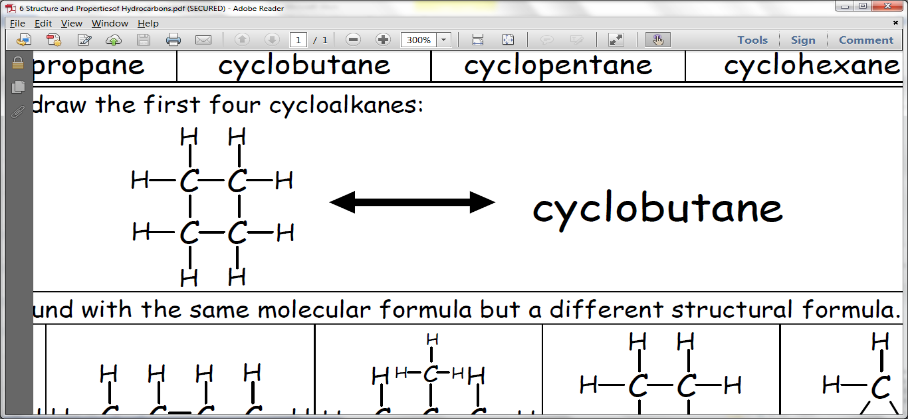 6 Structure and Propertiesof Hydrocarbons.pdf (SECURED) - Adobe Reader
File Edit View Window Help
1 / 1 300% Tools Sign Comment
propane cyclobutane cyclopentane cyclohexane
draw the first four cycloalkanes:
H H
H C C H
cyclobutane
H C C H
H H
und with the same molecular formula but a different structural formula.
H H H H
H H H H H C H H
H C C H H C